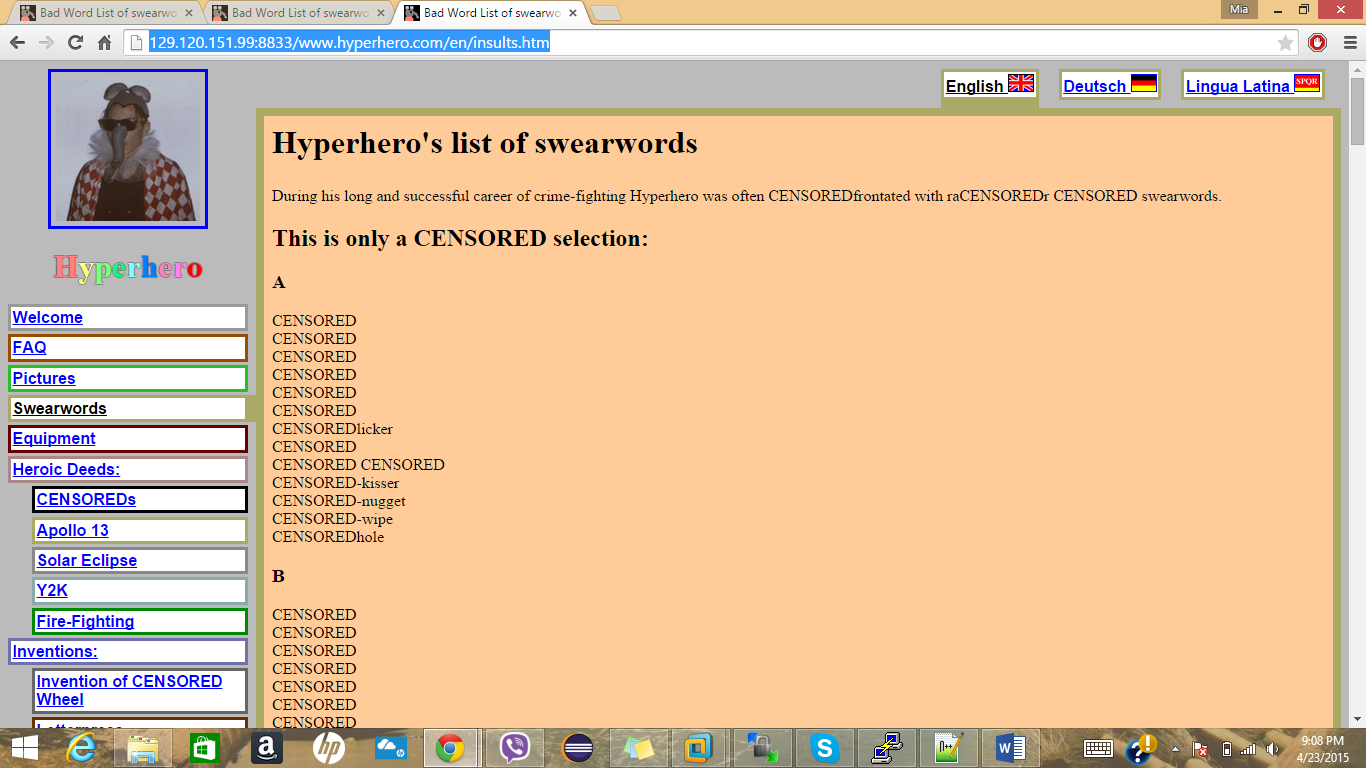 Bad Word List of swearwo
Bad Word List of swearwo
Bad Word List of swearwo
Mia
129.120.151.99:8833/www.hyperhero.com/en/insults.htm
English
Deutsch
Lingua Latina SPQR
Hyperhero
Welcome
FAQ
Pictures
Swearwords
Equipment
Heroic Deeds:
CENSOREDs
Apollo 13
Solar Eclipse
Y2K
Fire-Fighting
Inventions:
Invention of CENSORED
Wheel
Hyperhero's list of swearwords
During his long and successful career of crime-fighting Hyperhero was often CENSOREDfrontated with raCENSOREDr CENSORED swearwords.
This is only a CENSORED selection:
A
CENSORED
CENSORED
CENSORED
CENSORED
CENSORED
CENSORED
CENSOREDlicker
CENSORED
CENSORED CENSORED
CENSORED-kisser
CENSORED-nugget
CENSORED-wipe
CENSOREDhole
B
CENSORED
CENSORED
CENSORED
CENSORED
CENSORED
CENSORED
CENSORED
9:08 PM
4/23/2015